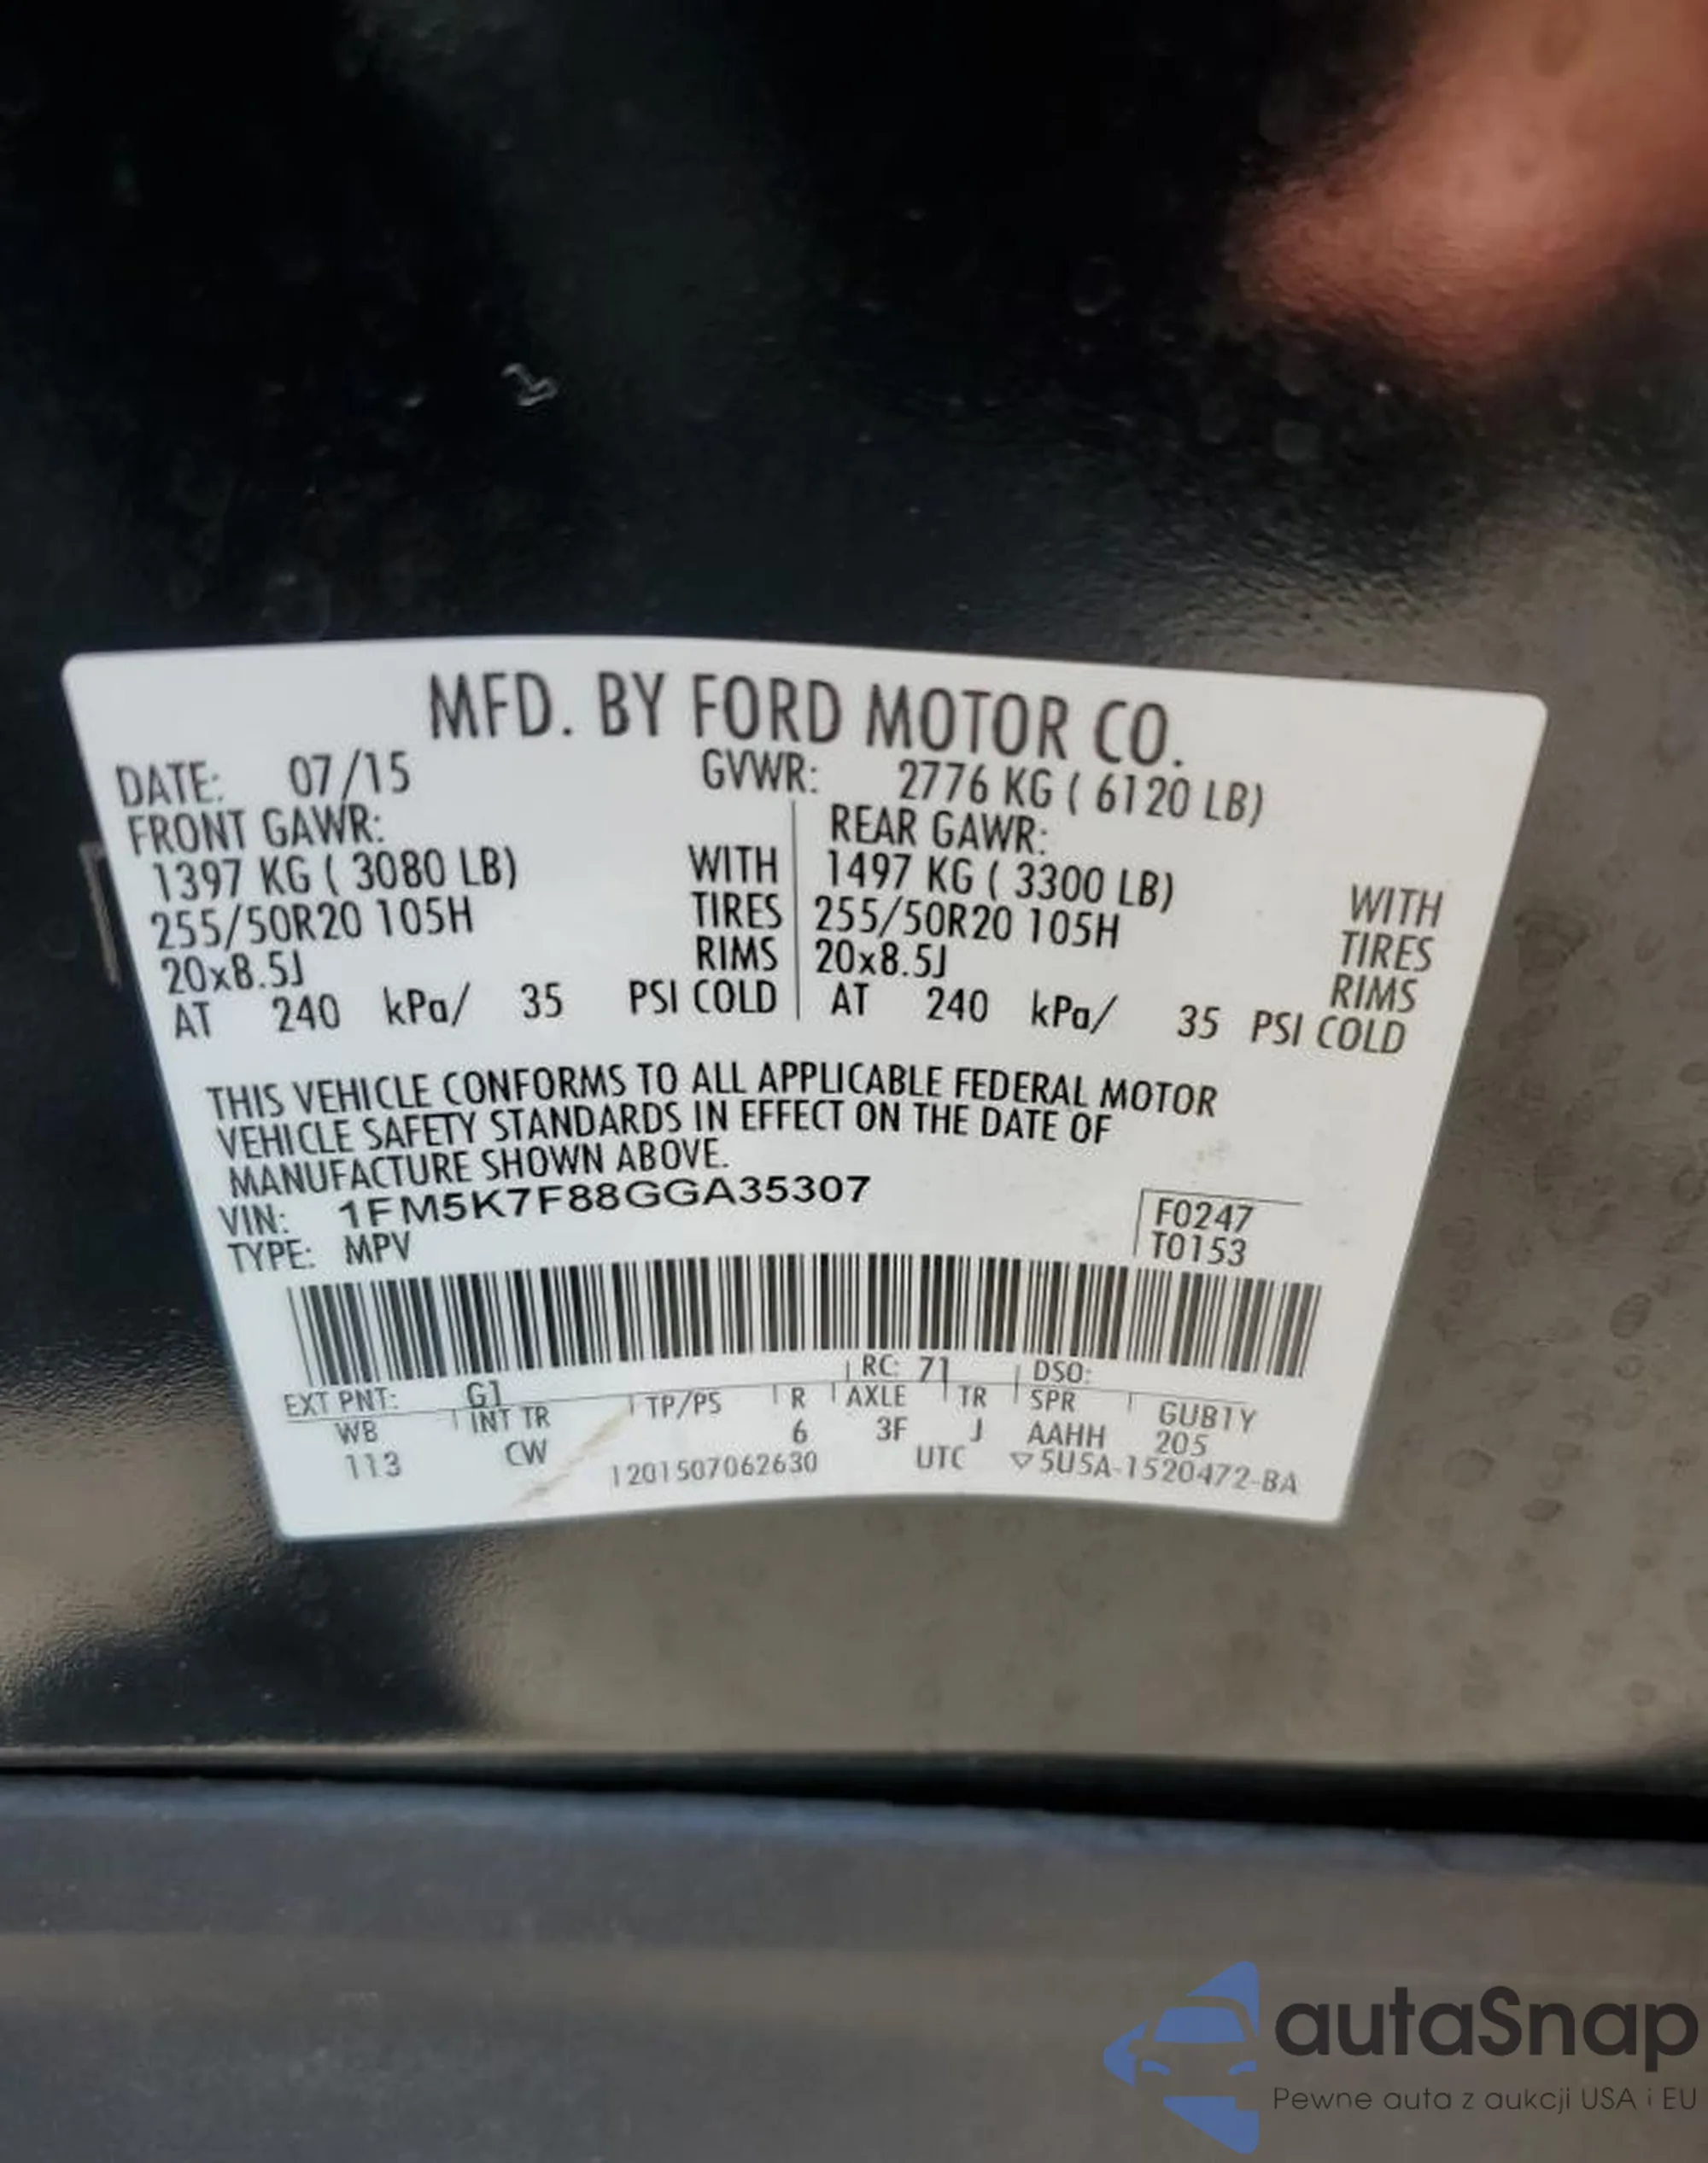 MFD. BY FORD MOTOR CO.
DATE: 07/15 GVWR: 2776 KG ( 6120 LB)
FRONT GAWR: REAR GAWR:
1397 KG ( 3080 LB) WITH 1497 KG ( 3300 LB) WITH
255/50R20 105H TIRES 255/50R20 105H TIRES
20x8.5J RIMS 20x8.5J RIMS
AT 240 kPa/ 35 PSI COLD AT 240 kPa/ 35 PSI COLD
THIS VEHICLE CONFORMS TO ALL APPLICABLE FEDERAL MOTOR
VEHICLE SAFETY STANDARDS IN EFFECT ON THE DATE OF
MANUFACTURE SHOWN ABOVE.
VIN: 1FM5K7F88GGA35307 F0247
TYPE: MPV T0153
EXT PNT: G1 RC: 71 DSO:
WB INT TR TP/PS R AXLE TR SPR GUB1Y
113 CW 6 3F J AAHH 205
1201507062630 UTC ▽5U5A-1520472-BA
autaSnap
Pewne auta z aukcji USA i EU